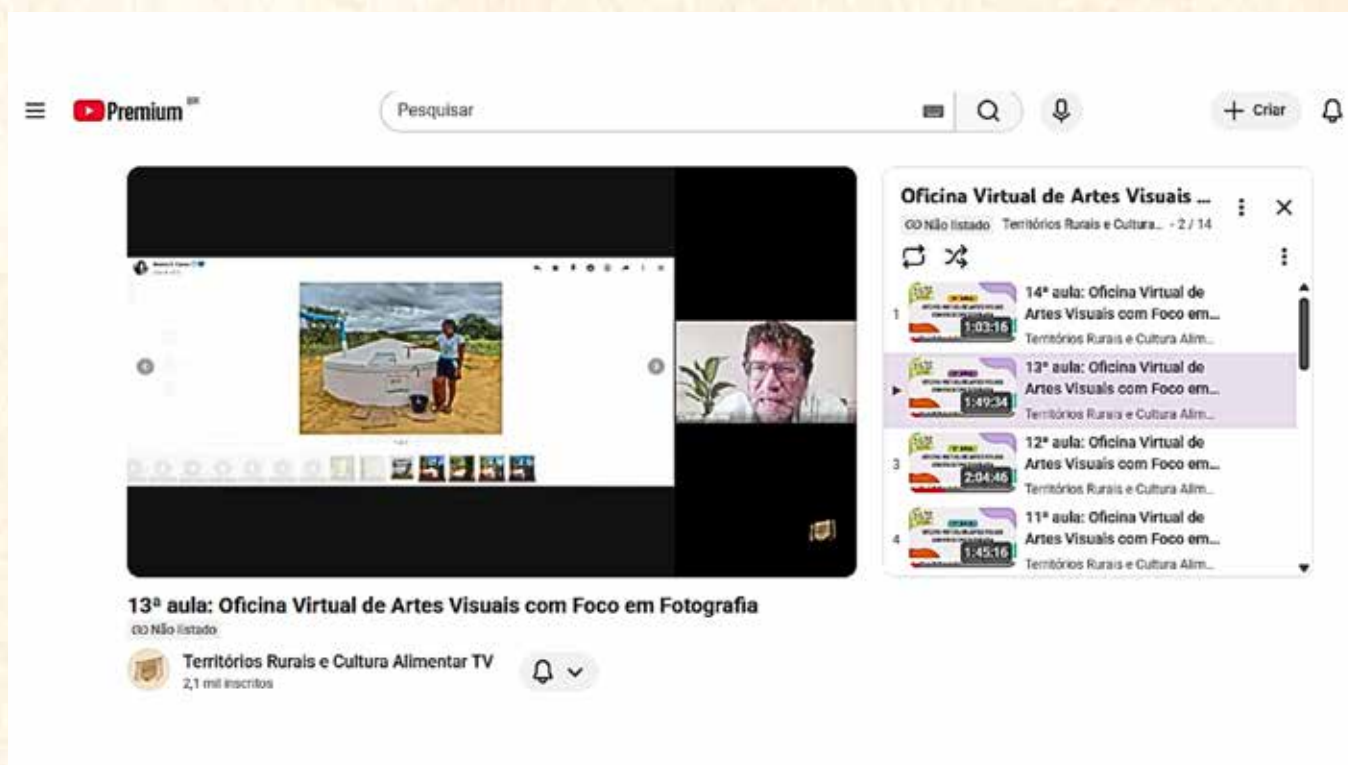 Premium BR
Pesquisar
Criar
Oficina Virtual de Artes Visuais ...
Não listado Territórios Rurais e Cultura... - 2 / 14
1
1:03:16
14ª aula: Oficina Virtual de
Artes Visuais com Foco em...
Territórios Rurais e Cultura Alim...
1:49:34
13ª aula: Oficina Virtual de
Artes Visuais com Foco em...
Territórios Rurais e Cultura Alim...
3
2:04:46
12ª aula: Oficina Virtual de
Artes Visuais com Foco em...
Territórios Rurais e Cultura Alim...
4
1:45:16
11ª aula: Oficina Virtual de
Artes Visuais com Foco em...
Territórios Rurais e Cultura Alim...
13ª aula: Oficina Virtual de Artes Visuais com Foco em Fotografia
Não listado
Territórios Rurais e Cultura Alimentar TV
2,1 mil inscritos